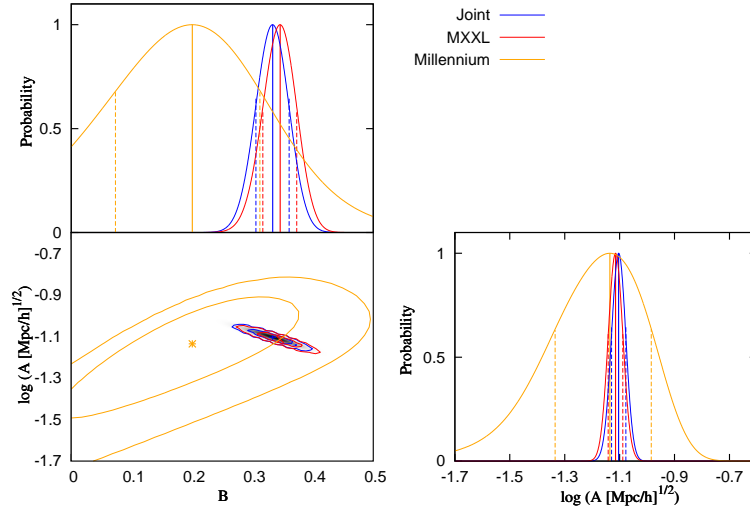 Joint
MXXL
Millennium
Probability
1
0.5
0
log (A [Mpc/h]^{1/2})
-0.7
-0.9
-1.1
-1.3
-1.5
-1.7
0
0.1
0.2
0.3
0.4
0.5
B
Probability
1
0.5
0
-1.7
-1.3
-1.1
-0.9
-0.7
log (A [Mpc/h]^{1/2})